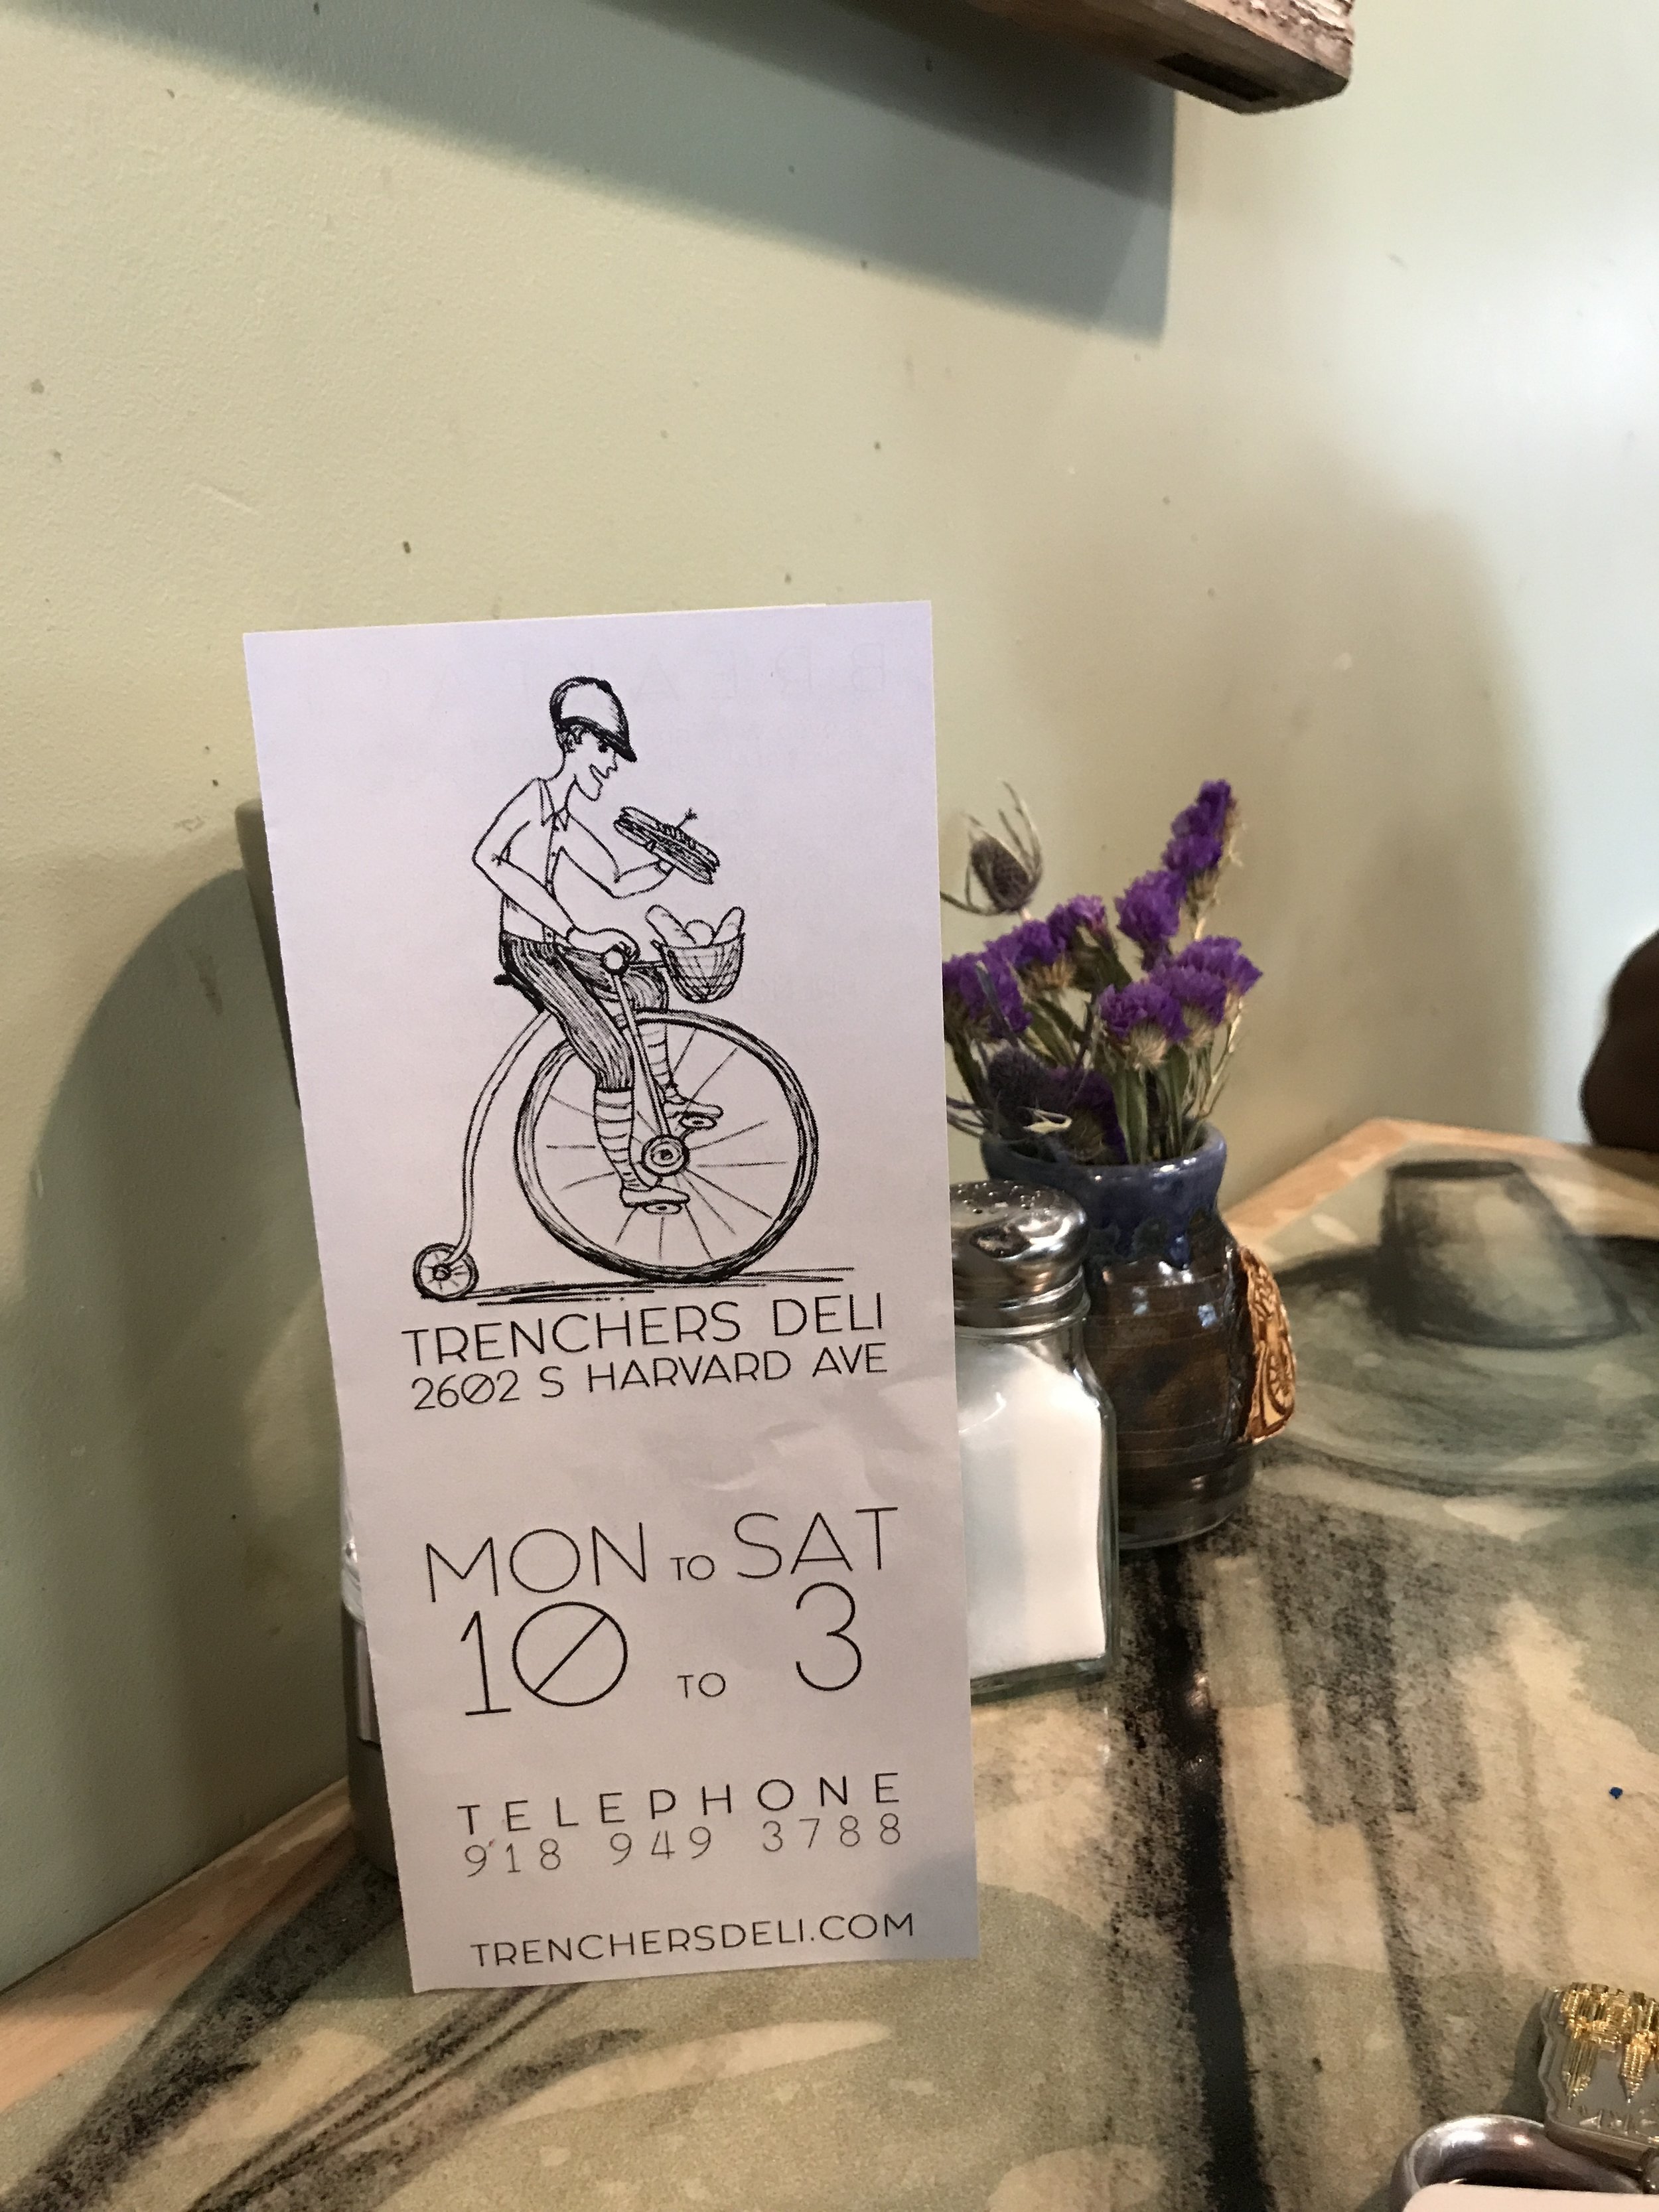 TRENCHERS DELI
2602 S HARVARD AVE
MON TO SAT
10 TO 3
TELEPHONE
918 949 3788
TRENCHERSDELI.COM